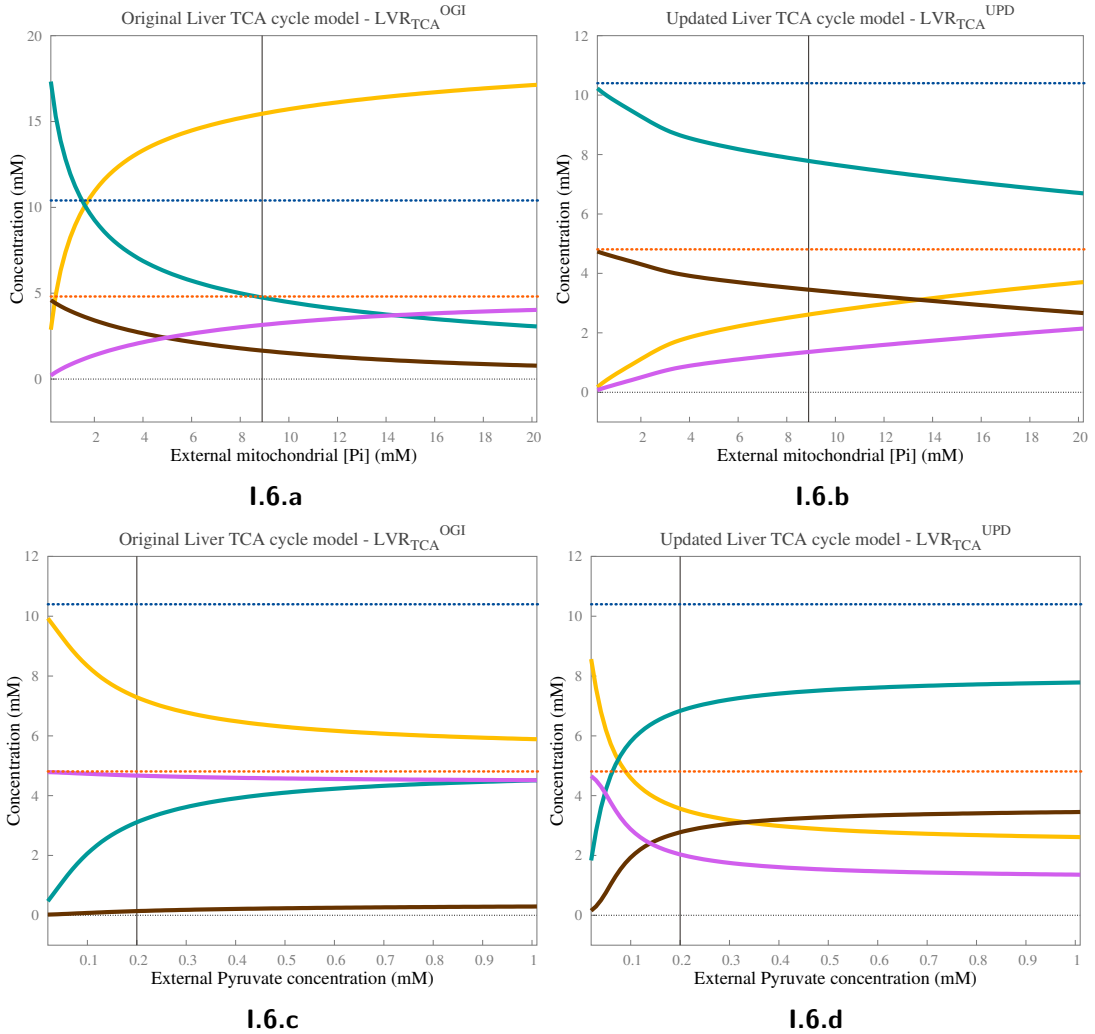 Original Liver TCA cycle model - LVR_TCA^OGI
Concentration (mM)
20
15
10
5
0
2 4 6 8 10 12 14 16 18 20
External mitochondrial [Pi] (mM)
I.6.a
Updated Liver TCA cycle model - LVR_TCA^UPD
Concentration (mM)
12
10
8
6
4
2
0
2 4 6 8 10 12 14 16 18 20
External mitochondrial [Pi] (mM)
I.6.b
Original Liver TCA cycle model - LVR_TCA^OGI
Concentration (mM)
12
10
8
6
4
2
0
0.1 0.2 0.3 0.4 0.5 0.6 0.7 0.8 0.9 1
External Pyruvate concentration (mM)
I.6.c
Updated Liver TCA cycle model - LVR_TCA^UPD
Concentration (mM)
12
10
8
6
4
2
0
0.1 0.2 0.3 0.4 0.5 0.6 0.7 0.8 0.9 1
External Pyruvate concentration (mM)
I.6.d